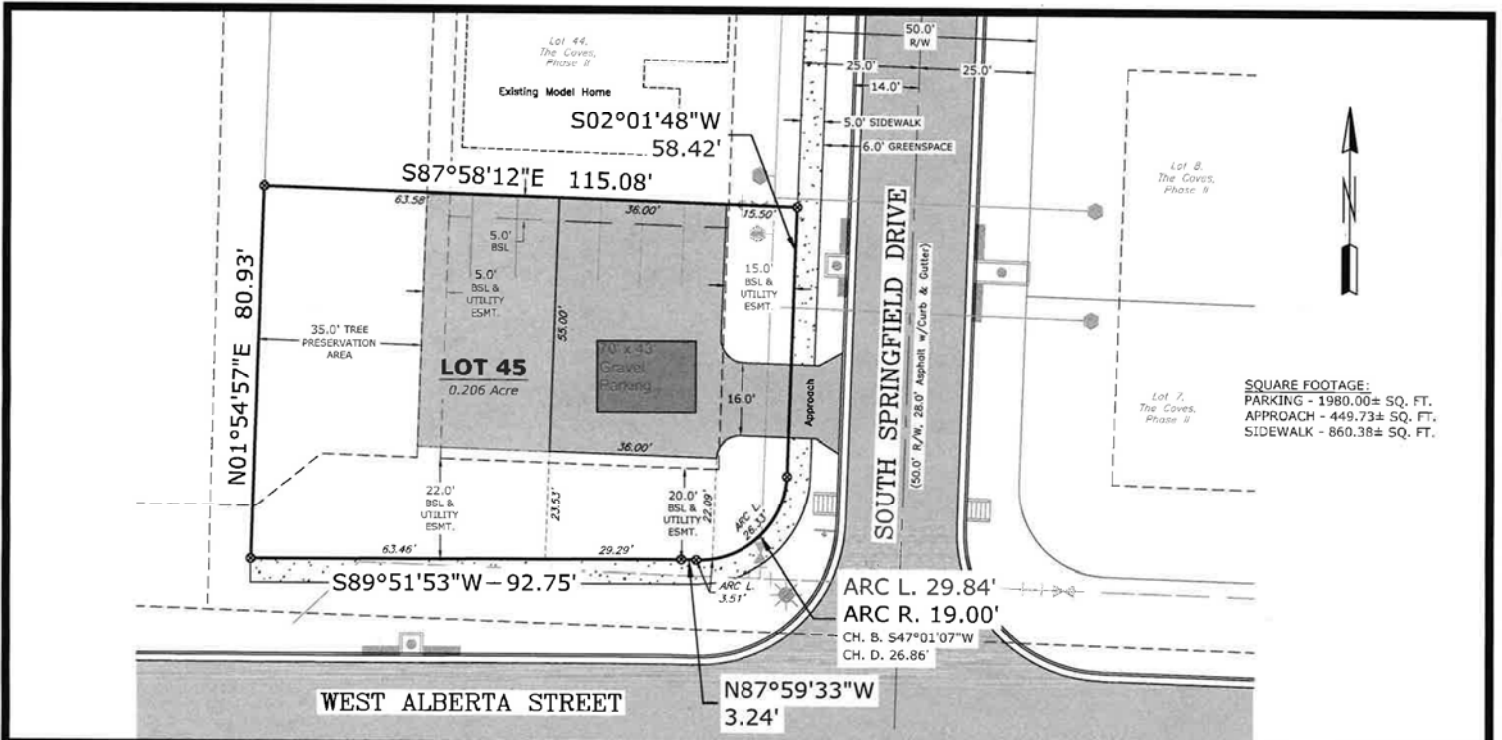 Lot 44,
The Coves,
Phase II
Existing Model Home
S02°01'48"W
58.42'
50.0'
R/W
25.0'
25.0'
14.0'
5.0' SIDEWALK
6.0' GREENSPACE
Lot 8,
The Coves,
Phase II
N
S87°58'12"E 115.08'
63.58'
36.00'
15.50'
5.0'
BSL
5.0'
BSL &
UTILITY
ESMT.
15.0'
BSL &
UTILITY
ESMT.
N01°54'57"E 80.93'
35.0' TREE
PRESERVATION
AREA
55.00'
LOT 45
0.206 Acre
70' x 43'
Gravel
Parking
16.0'
Approach
SOUTH SPRINGFIELD DRIVE
(50.0' R/W, 28.0' Asphalt w/Curb & Gutter)
Lot 7,
The Coves,
Phase II
SQUARE FOOTAGE:
PARKING - 1980.00± SQ. FT.
APPROACH - 449.73± SQ. FT.
SIDEWALK - 860.38± SQ. FT.
36.00'
22.0'
BSL &
UTILITY
ESMT.
23.53'
20.0'
BSL &
UTILITY
ESMT.
22.09'
ARC L.
26.33'
63.46'
29.29'
S89°51'53"W - 92.75'
ARC L.
3.51'
ARC L. 29.84'
ARC R. 19.00'
CH. B. S47°01'07"W
CH. D. 26.86'
N87°59'33"W
3.24'
WEST ALBERTA STREET